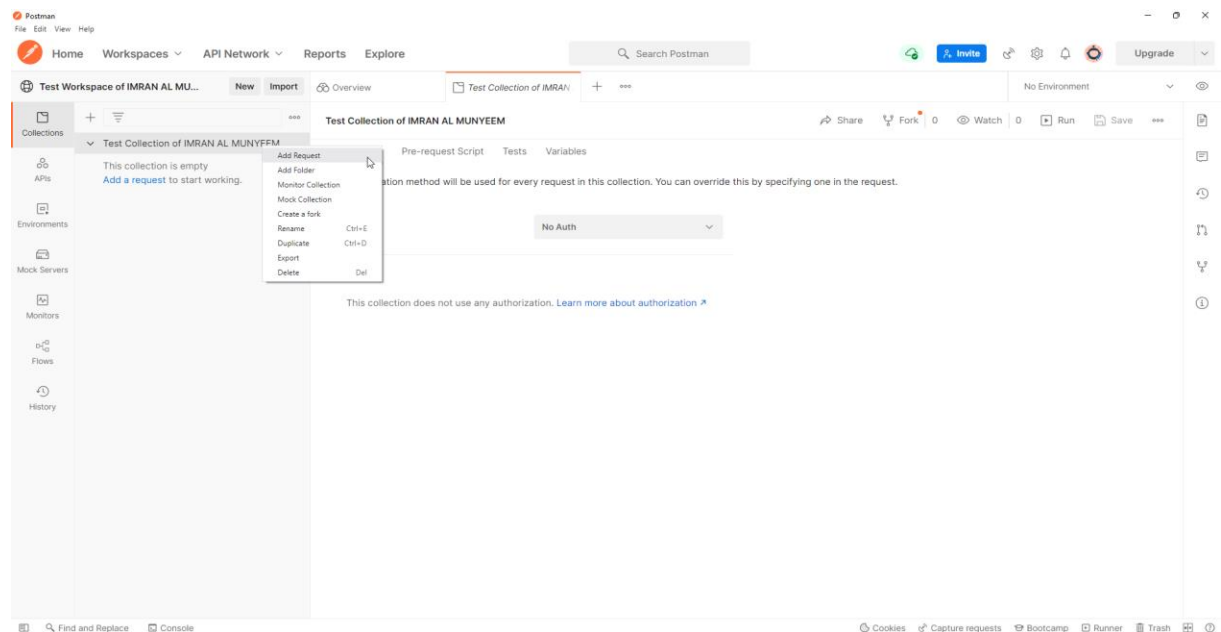 Postman
File Edit View Help
Home Workspaces API Network Reports Explore Search Postman Invite Upgrade
Test Workspace of IMRAN AL MU... New Import Overview Test Collection of IMRAN No Environment
Collections
Test Collection of IMRAN AL MUNYEEM Share Fork 0 Watch 0 Run Save
Test Collection of IMRAN AL MUNYEEM
This collection is empty
Add a request to start working.
Add Request
Add Folder
Monitor Collection
Mock Collection
Create a fork
Rename Ctrl+E
Duplicate Ctrl+D
Export
Delete Del
Pre-request Script Tests Variables
ation method will be used for every request in this collection. You can override this by specifying one in the request.
No Auth
This collection does not use any authorization. Learn more about authorization
APIs
Environments
Mock Servers
Monitors
Flows
History
Find and Replace Console Cookies Capture requests Bootcamp Runner Trash